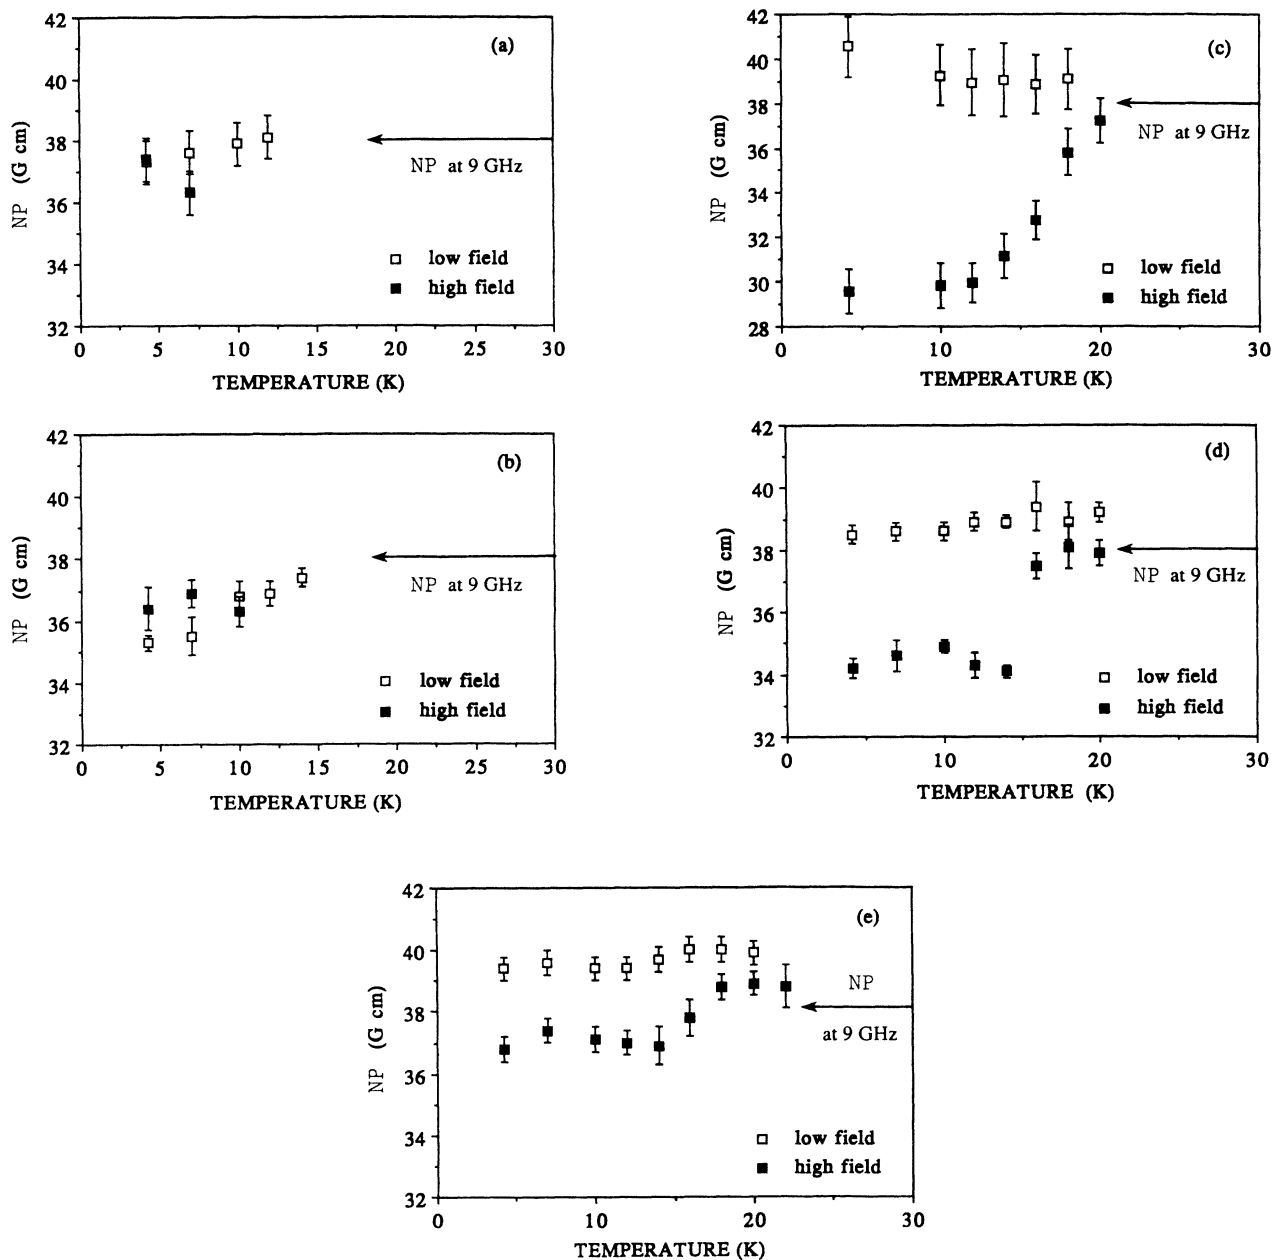 42
40
38
36
34
32
NP (G cm)
(a)
NP at 9 GHz
low field
high field
0 5 10 15 20 25 30
TEMPERATURE (K)
42
40
38
36
34
32
30
28
NP (G cm)
(c)
NP at 9 GHz
low field
high field
0 10 20 30
TEMPERATURE (K)
42
40
38
36
34
32
NP (G cm)
(b)
NP at 9 GHz
low field
high field
0 5 10 15 20 25 30
TEMPERATURE (K)
42
40
38
36
34
32
NP (G cm)
(d)
NP at 9 GHz
low field
high field
0 10 20 30
TEMPERATURE (K)
42
40
38
36
34
32
NP (G cm)
(e)
NP
at 9 GHz
low field
high field
0 10 20 30
TEMPERATURE (K)